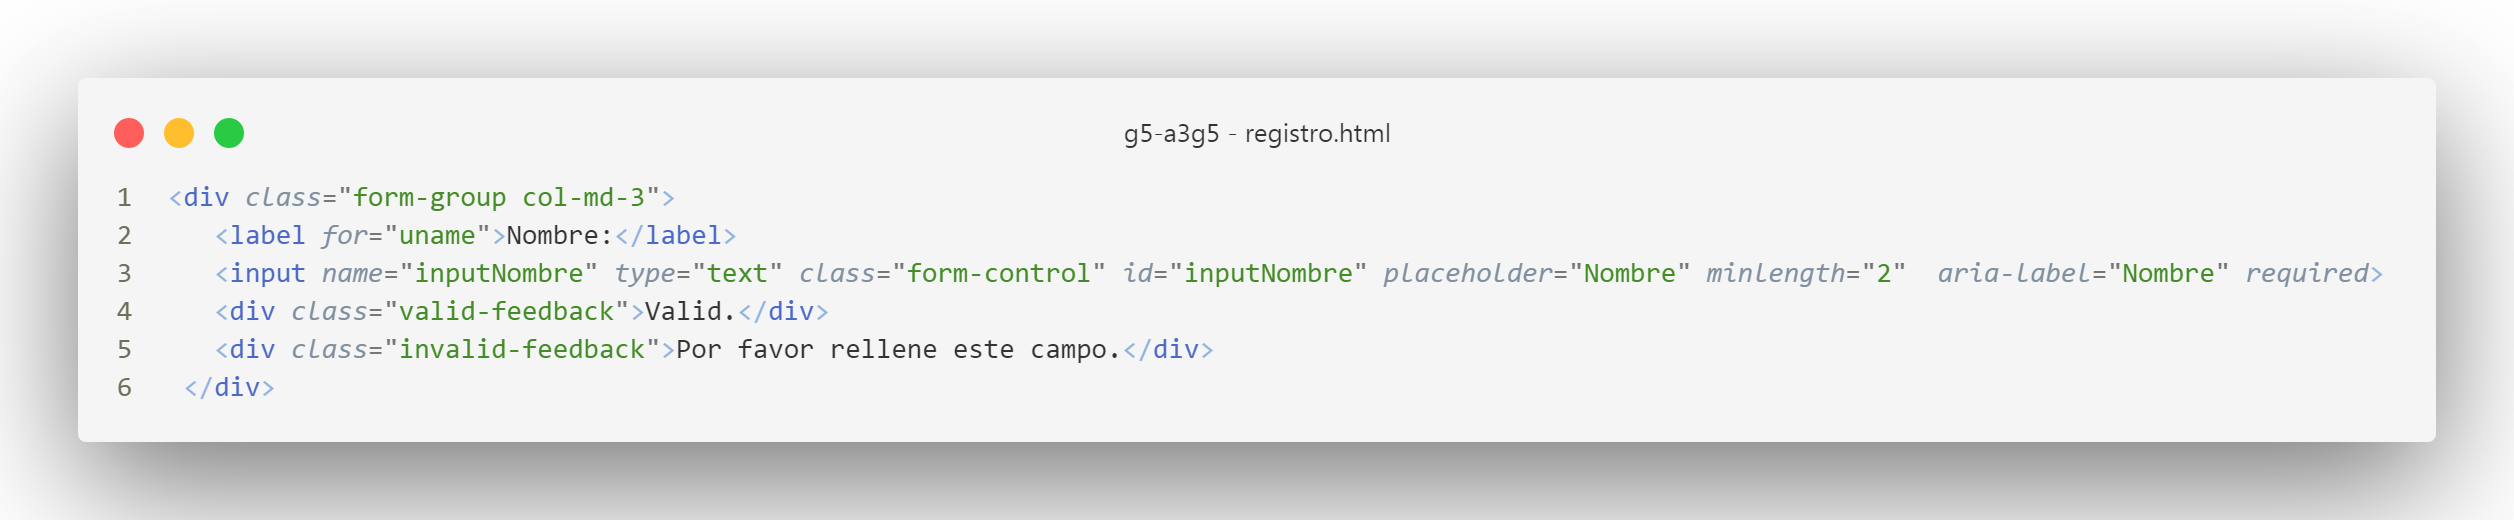 g5-a3g5 - registro.html
1 <div class="form-group col-md-3">
2 <label for="uname">Nombre:</label>
3 <input name="inputNombre" type="text" class="form-control" id="inputNombre" placeholder="Nombre" minlength="2"  aria-label="Nombre" required>
4 <div class="valid-feedback">Valid.</div>
5 <div class="invalid-feedback">Por favor rellene este campo.</div>
6 </div>